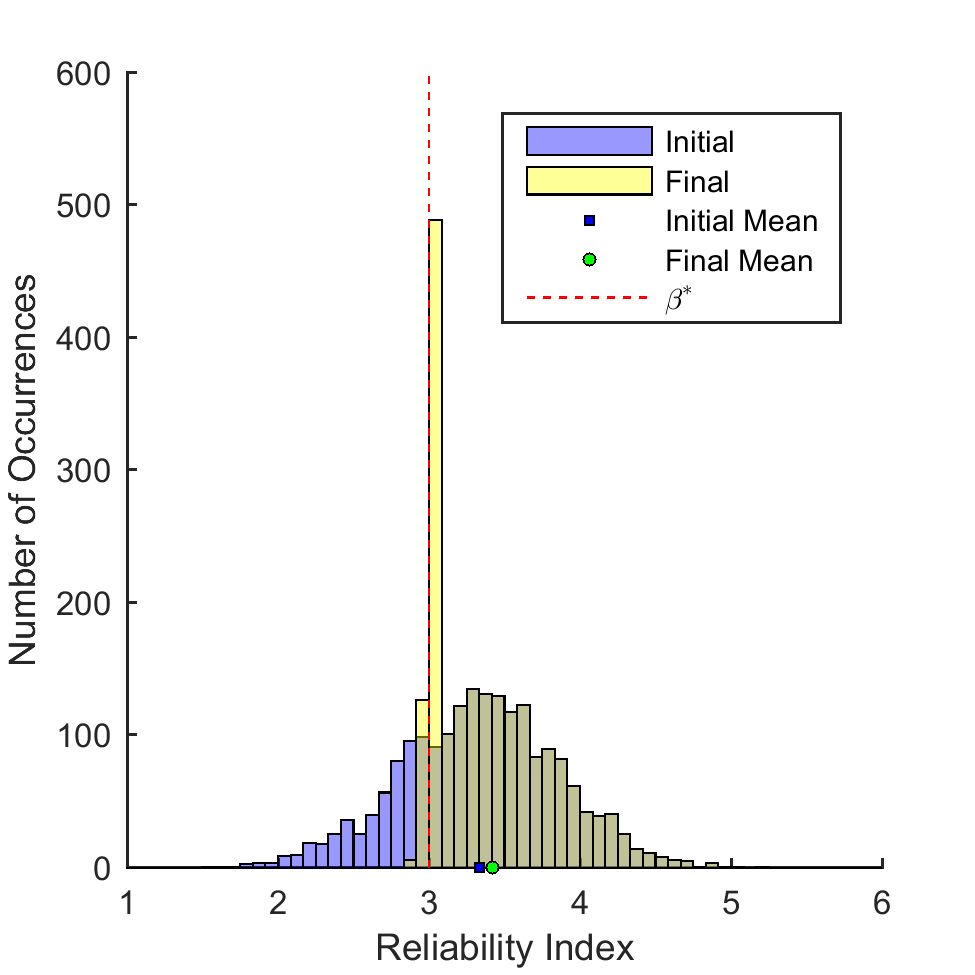 Number of Occurrences
600
500
400
300
200
100
0
Initial
Final
Initial Mean
Final Mean
β*
1 2 3 4 5 6
Reliability Index